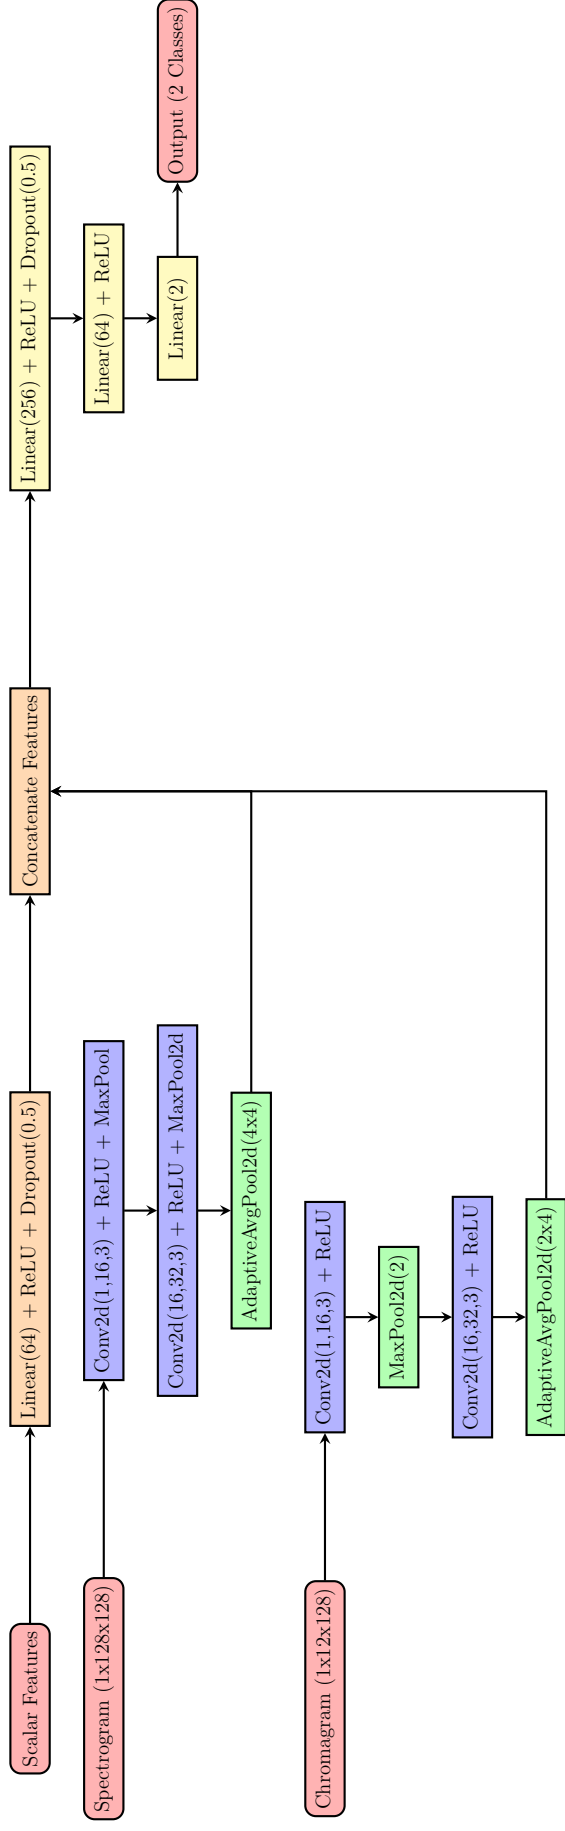 Scalar Features
Linear(64) + ReLU + Dropout(0.5)
Concatenate Features
Linear(256) + ReLU + Dropout(0.5)
Linear(64) + ReLU
Linear(2)
Output (2 Classes)
Spectrogram (1x128x128)
Conv2d(1,16,3) + ReLU + MaxPool
Conv2d(16,32,3) + ReLU + MaxPool2d
AdaptiveAvgPool2d(4x4)
Chromagram (1x12x128)
Conv2d(1,16,3) + ReLU
MaxPool2d(2)
Conv2d(16,32,3) + ReLU
AdaptiveAvgPool2d(2x4)